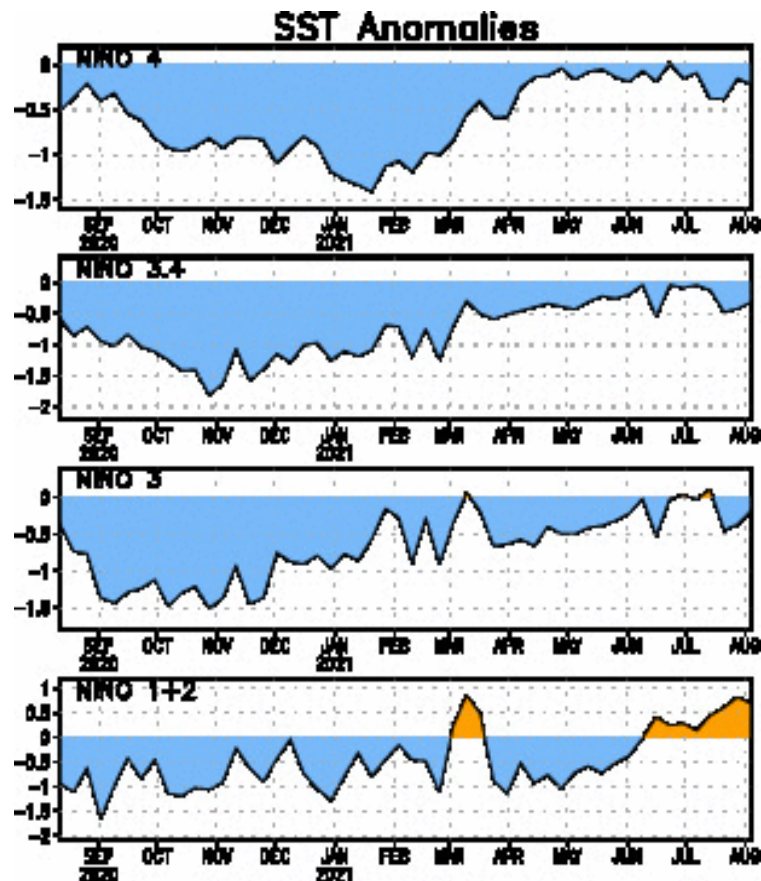 SST Anomalies
NINO 4
0
-0.5
-1
-1.5
SEP OCT NOV DEC JAN FEB MAR APR MAY JUN JUL AUG
2020 2021
NINO 3.4
0
-0.5
-1
-1.5
-2
SEP OCT NOV DEC JAN FEB MAR APR MAY JUN JUL AUG
2020 2021
NINO 3
0
-0.5
-1
-1.5
SEP OCT NOV DEC JAN FEB MAR APR MAY JUN JUL AUG
2020 2021
NINO 1+2
1
0.5
0
-0.5
-1
-1.5
-2
SEP OCT NOV DEC JAN FEB MAR APR MAY JUN JUL AUG
2020 2021